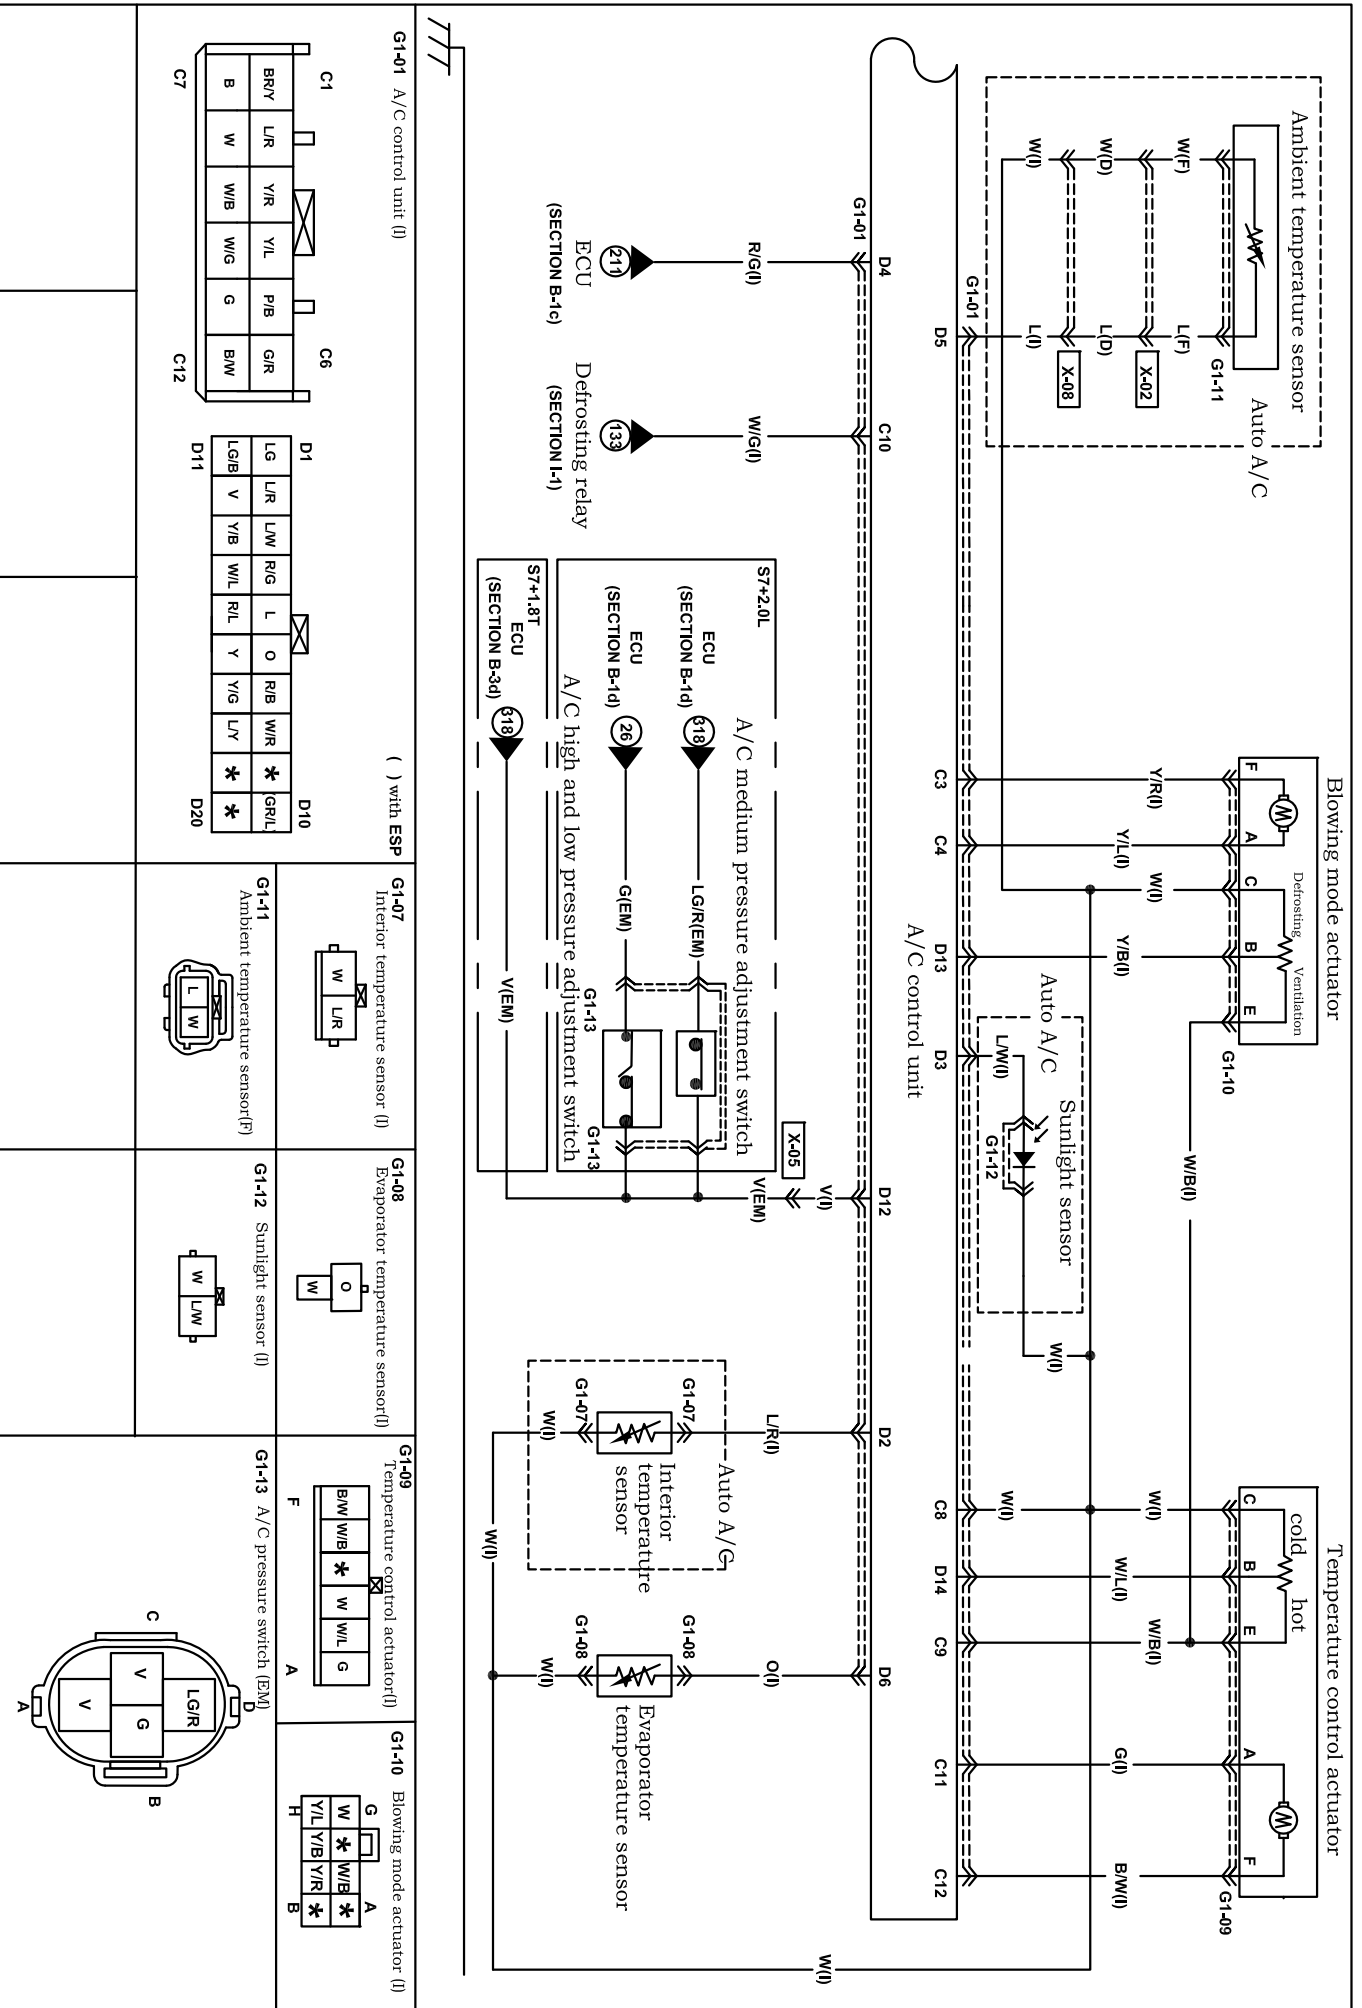 Ambient temperature sensor
Auto A/C
G1-11
W(F)
L(F)
X-02
W(D)
L(D)
X-08
W(I)
L(I)
G1-01
D5
Blowing mode actuator
F
A
C
B
E
Defrosting
Ventilation
M
G1-10
Y/R(I)
Y/L(I)
W(I)
Y/B(I)
W/B(I)
C3
C4
D13
D3
Auto A/C
L/W(I)
Sunlight sensor
G1-12
W(I)
Temperature control actuator
cold
hot
C
B
E
A
F
M
G1-09
W(I)
W/L(I)
W/B(I)
G(I)
B/W(I)
W(I)
C8
D14
C9
C11
C12
A/C control unit
G1-01
D4
C10
D12
D2
D6
R/G(I)
W/G(I)
211
ECU
(SECTION B-1c)
133
Defrosting relay
(SECTION I-1)
S7+2.0L
A/C medium pressure adjustment switch
ECU
(SECTION B-1d)
318
LG/R(EM)
ECU
(SECTION B-1d)
26
G(EM)
G1-13
G1-13
A/C high and low pressure adjustment switch
S7+1.8T
ECU
(SECTION B-3d)
318
V(EM)
X-05
V(I)
V(EM)
L/R(I)
Auto A/C
G1-07
G1-07
Interior
temperature
sensor
W(I)
O(I)
G1-08
G1-08
Evaporator
temperature sensor
W(I)
W(I)
W(I)
G1-01 A/C control unit (I)
( ) with ESP
C1
C6
BR/Y L/R Y/R Y/L P/B G/R
B W W/B W/G G B/W
C7
C12
D1
D10
LG L/R L/W R/G L O R/B W/R * (GR/L)
LG/B V Y/B W/L R/L Y Y/G L/Y * *
D11
D20
G1-07
Interior temperature sensor (I)
W L/R
G1-08
Evaporator temperature sensor(I)
O
W
G1-09
Temperature control actuator(I)
B/W W/B * W W/L G
F
A
G1-10 Blowing mode actuator (I)
G
A
W * W/B *
Y/L Y/B Y/R *
H
B
G1-11
Ambient temperature sensor(F)
L W
G1-12 Sunlight sensor (I)
W L/W
G1-13 A/C pressure switch (EM)
D
LG/R
C
V
G
B
V
A